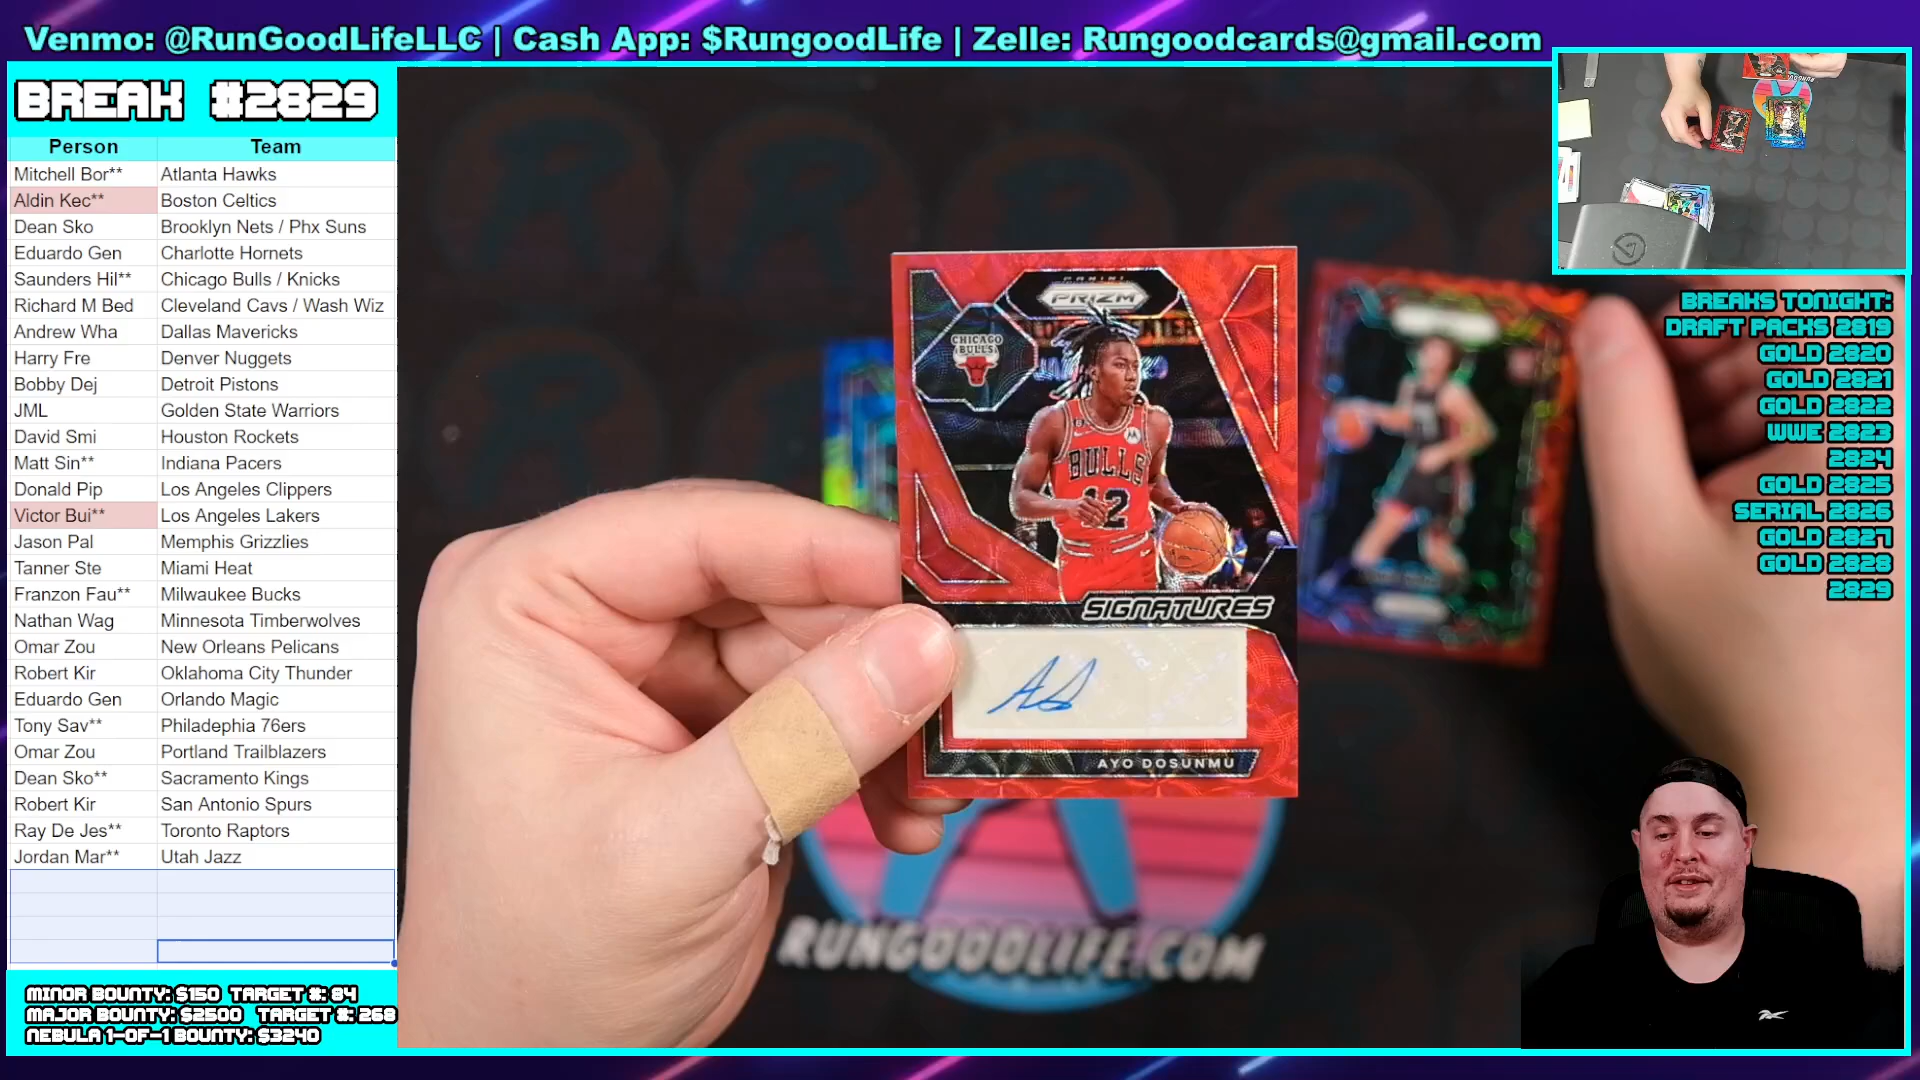 Venmo: @RunGoodLifeLLC | Cash App: $RungoodLife | Zelle: Rungoodcards@gmail.com
BREAK #2829
Person Team
Mitchell Bor** Atlanta Hawks
Aldin Kec** Boston Celtics
Dean Sko Brooklyn Nets / Phx Suns
Eduardo Gen Charlotte Hornets
Saunders Hil** Chicago Bulls / Knicks
Richard M Bed Cleveland Cavs / Wash Wiz
Andrew Wha Dallas Mavericks
Harry Fre Denver Nuggets
Bobby Dej Detroit Pistons
JML Golden State Warriors
David Smi Houston Rockets
Matt Sin** Indiana Pacers
Donald Pip Los Angeles Clippers
Victor Bui** Los Angeles Lakers
Jason Pal Memphis Grizzlies
Tanner Ste Miami Heat
Franzon Fau** Milwaukee Bucks
Nathan Wag Minnesota Timberwolves
Omar Zou New Orleans Pelicans
Robert Kir Oklahoma City Thunder
Eduardo Gen Orlando Magic
Tony Sav** Philadephia 76ers
Omar Zou Portland Trailblazers
Dean Sko** Sacramento Kings
Robert Kir San Antonio Spurs
Ray De Jes** Toronto Raptors
Jordan Mar** Utah Jazz
MINOR BOUNTY: $150 TARGET #: 84
MAJOR BOUNTY: $2500 TARGET #: 268
NEBULA 1-OF-1 BOUNTY: $3240
PANINI
PRIZM
CHICAGO
BULLS
BULLS
12
SIGNATURES
AYO DOSUNMU
RUNGOODLIFE.COM
BREAKS TONIGHT:
DRAFT PACKS 2819
GOLD 2820
GOLD 2821
GOLD 2822
WWE 2823
2824
GOLD 2825
SERIAL 2826
GOLD 2827
GOLD 2828
2829